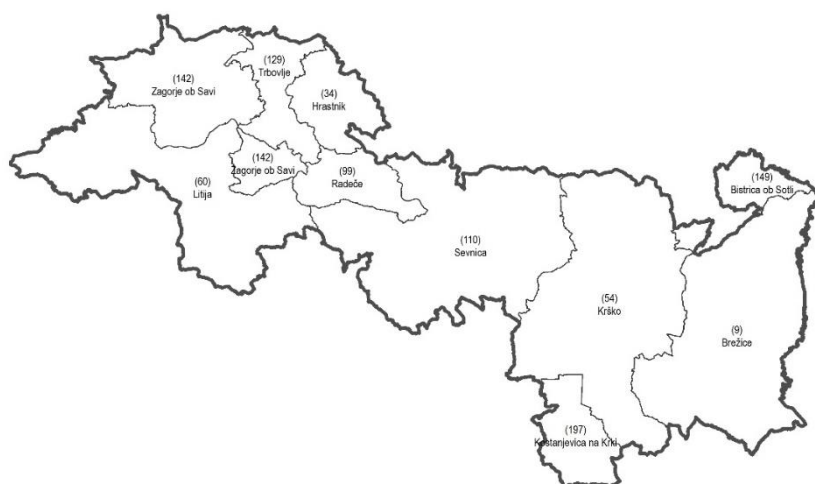 (142)
Zagorje ob Savi
(129)
Trbovlje
(34)
Hrastnik
(142)
Zagorje ob Savi
(99)
Radeče
(60)
Litija
(149)
Bistrica ob Sotli
(110)
Sevnica
(54)
Krško
(9)
Brežice
(197)
Kostanjevica na Krki